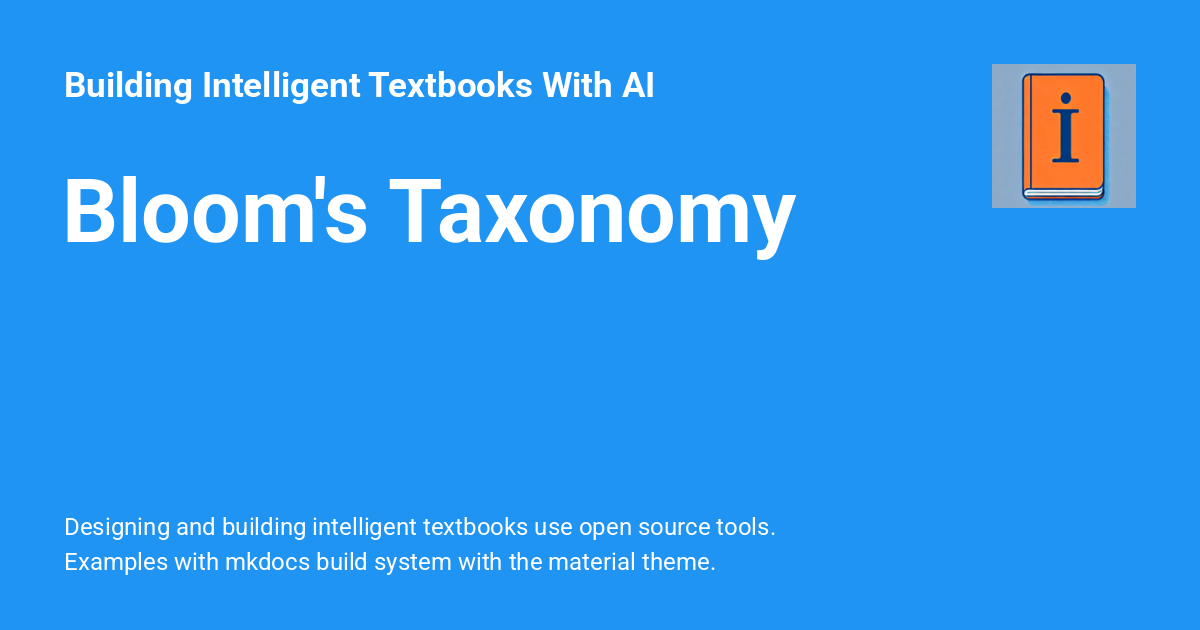 Building Intelligent Textbooks With AI
i
Bloom's Taxonomy
Designing and building intelligent textbooks use open source tools.
Examples with mkdocs build system with the material theme.